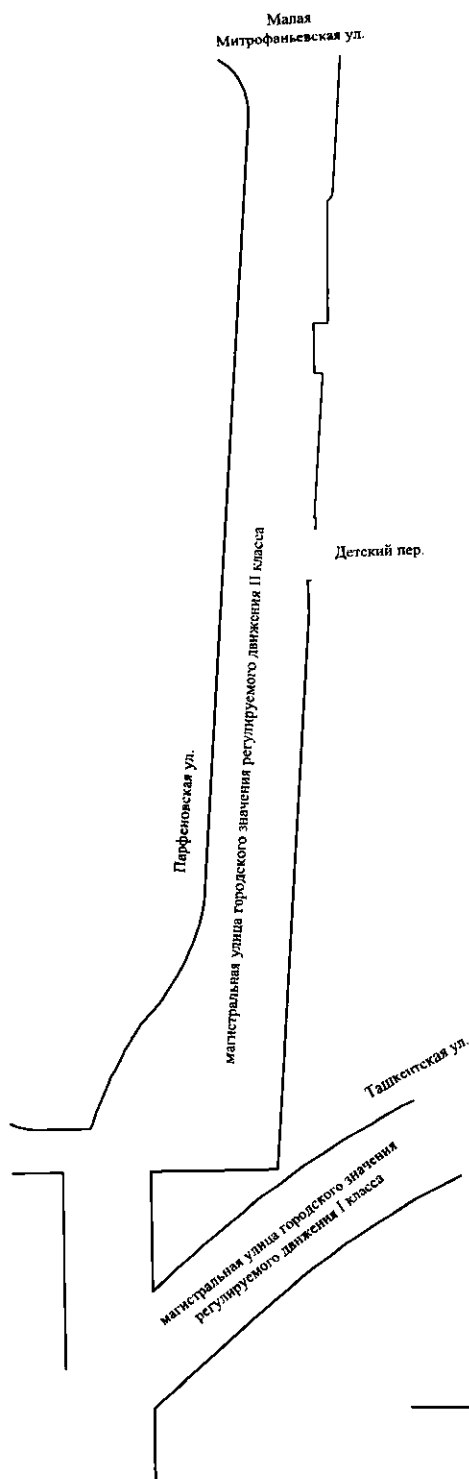 Малая
Митрофаньевская ул.
Детский пер.
магистральная улица городского значения регулируемого движения II класса
Парфеновская ул.
Ташкентская ул.
магистральная улица городского значения
регулируемого движения I класса